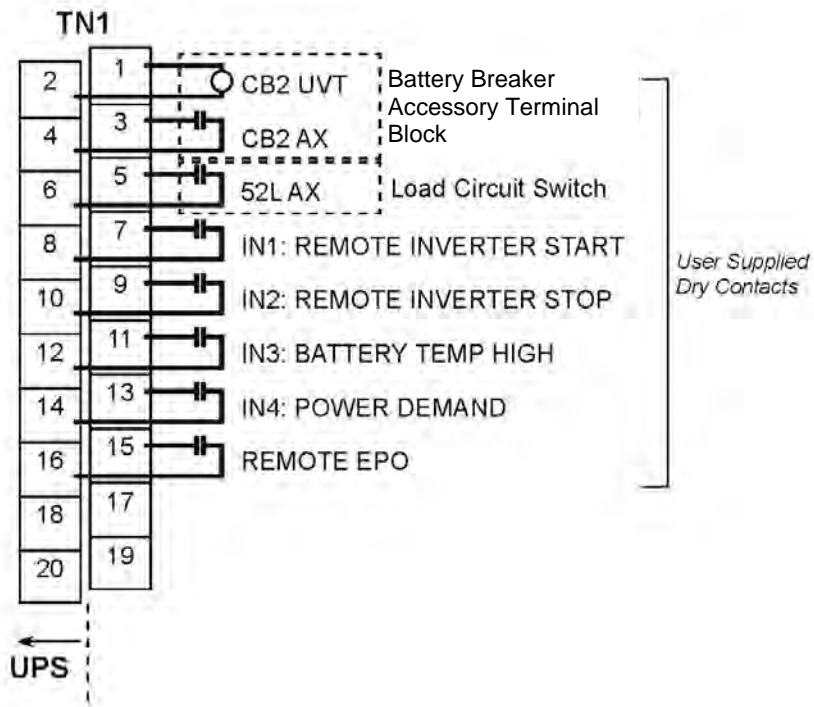 TN1
1
2
CB2 UVT
Battery Breaker
Accessory Terminal
Block
3
4
CB2 AX
5
6
52L AX
Load Circuit Switch
7
8
IN1: REMOTE INVERTER START
User Supplied
Dry Contacts
9
10
IN2: REMOTE INVERTER STOP
11
12
IN3: BATTERY TEMP HIGH
13
14
IN4: POWER DEMAND
15
16
REMOTE EPO
17
18
19
20
UPS